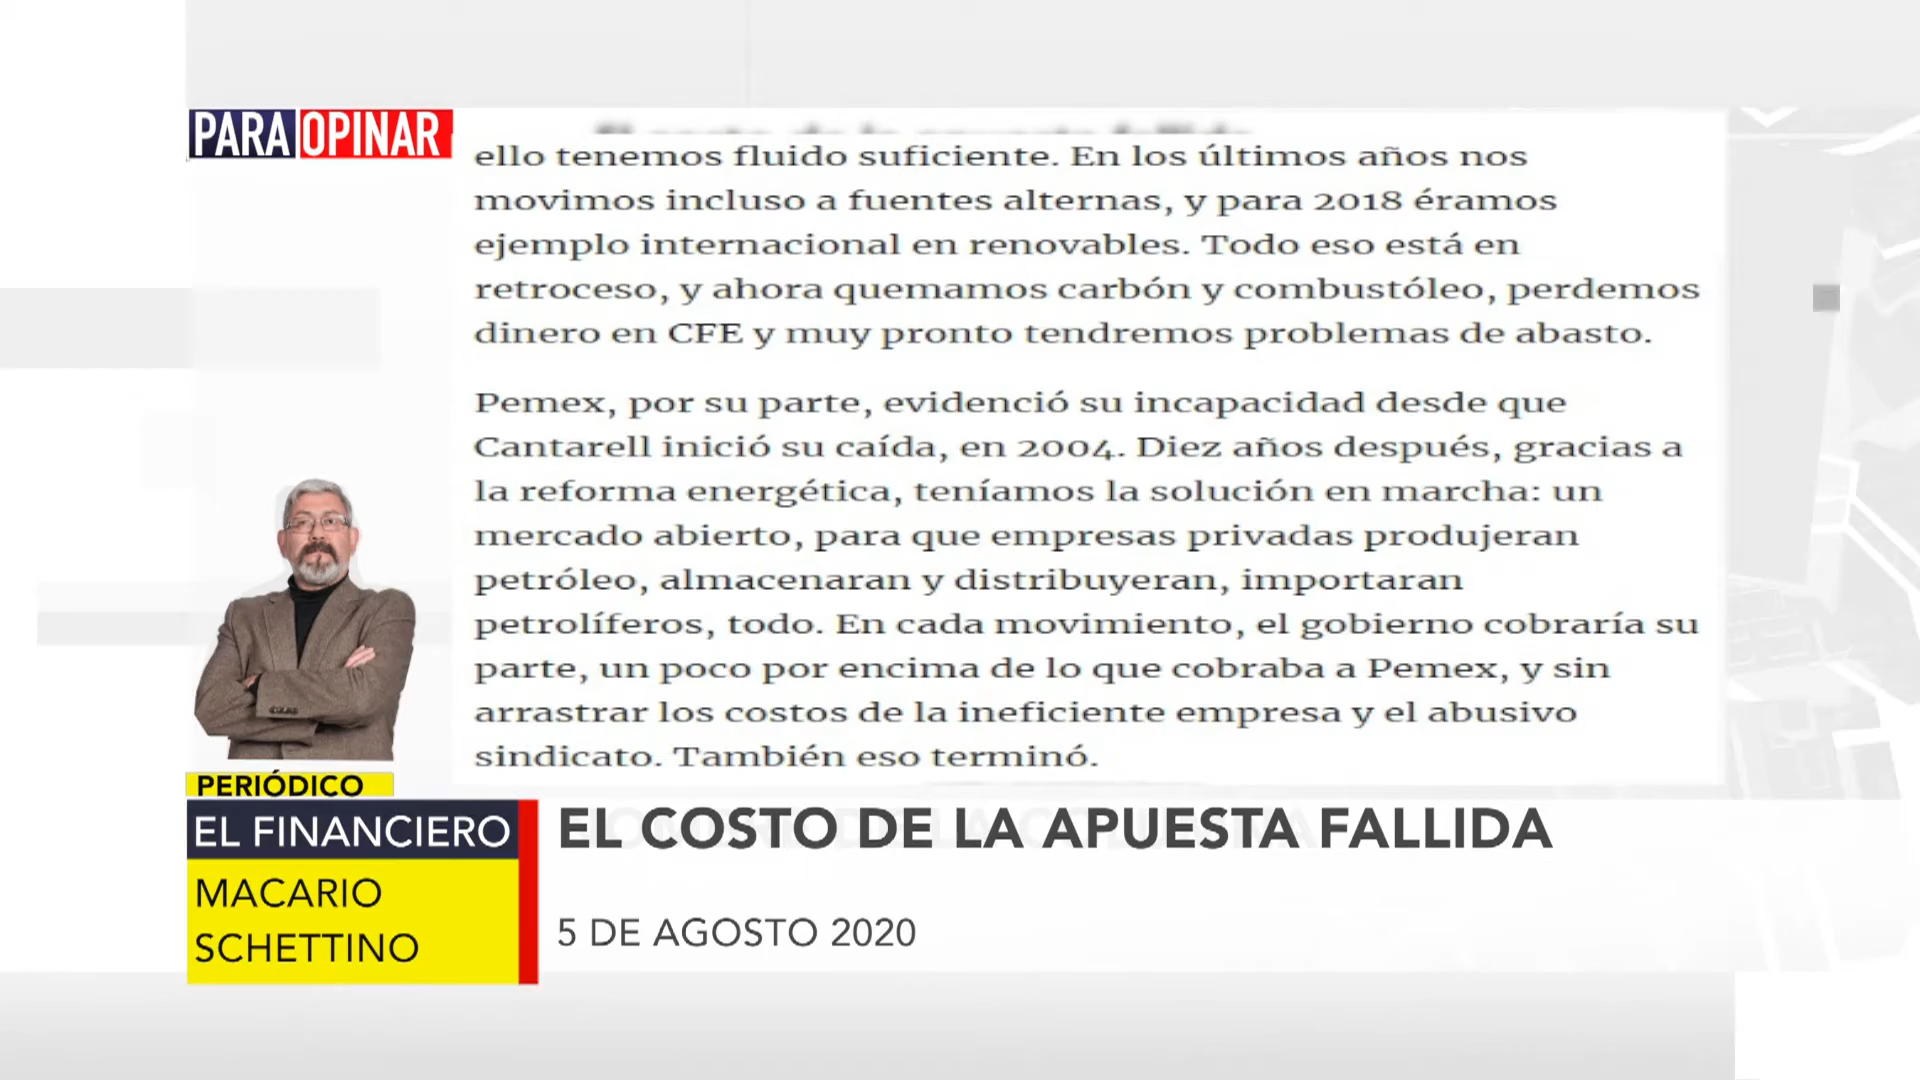 PARA OPINAR
ello tenemos fluido suficiente. En los últimos años nos
movimos incluso a fuentes alternas, y para 2018 éramos
ejemplo internacional en renovables. Todo eso está en
retroceso, y ahora quemamos carbón y combustóleo, perdemos
dinero en CFE y muy pronto tendremos problemas de abasto.
Pemex, por su parte, evidenció su incapacidad desde que
Cantarell inició su caída, en 2004. Diez años después, gracias a
la reforma energética, teníamos la solución en marcha: un
mercado abierto, para que empresas privadas produjeran
petróleo, almacenaran y distribuyeran, importaran
petrolíferos, todo. En cada movimiento, el gobierno cobraría su
parte, un poco por encima de lo que cobraba a Pemex, y sin
arrastrar los costos de la ineficiente empresa y el abusivo
sindicato. También eso terminó.
PERIÓDICO
EL FINANCIERO
MACARIO
SCHETTINO
EL COSTO DE LA APUESTA FALLIDA
5 DE AGOSTO 2020